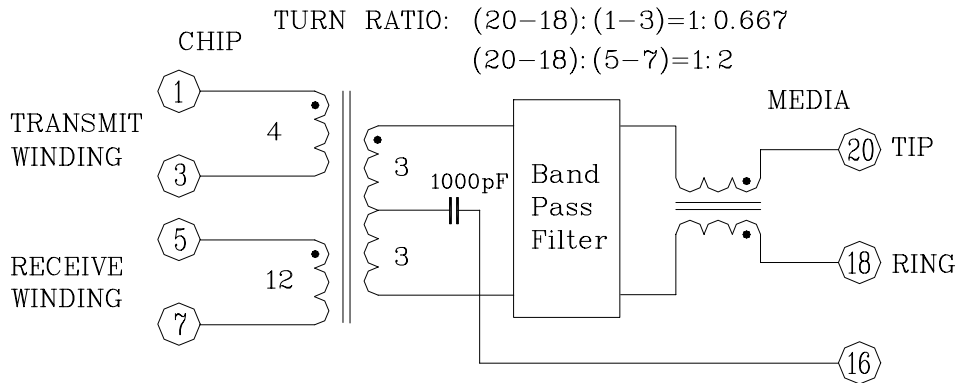 TURN RATIO: (20-18):(1-3)=1:0.667
(20-18):(5-7)=1:2
CHIP
MEDIA
1
TRANSMIT
WINDING
4
3
3
1000pF
Band
Pass
Filter
20 TIP
5
RECEIVE
WINDING
12
7
3
18 RING
16